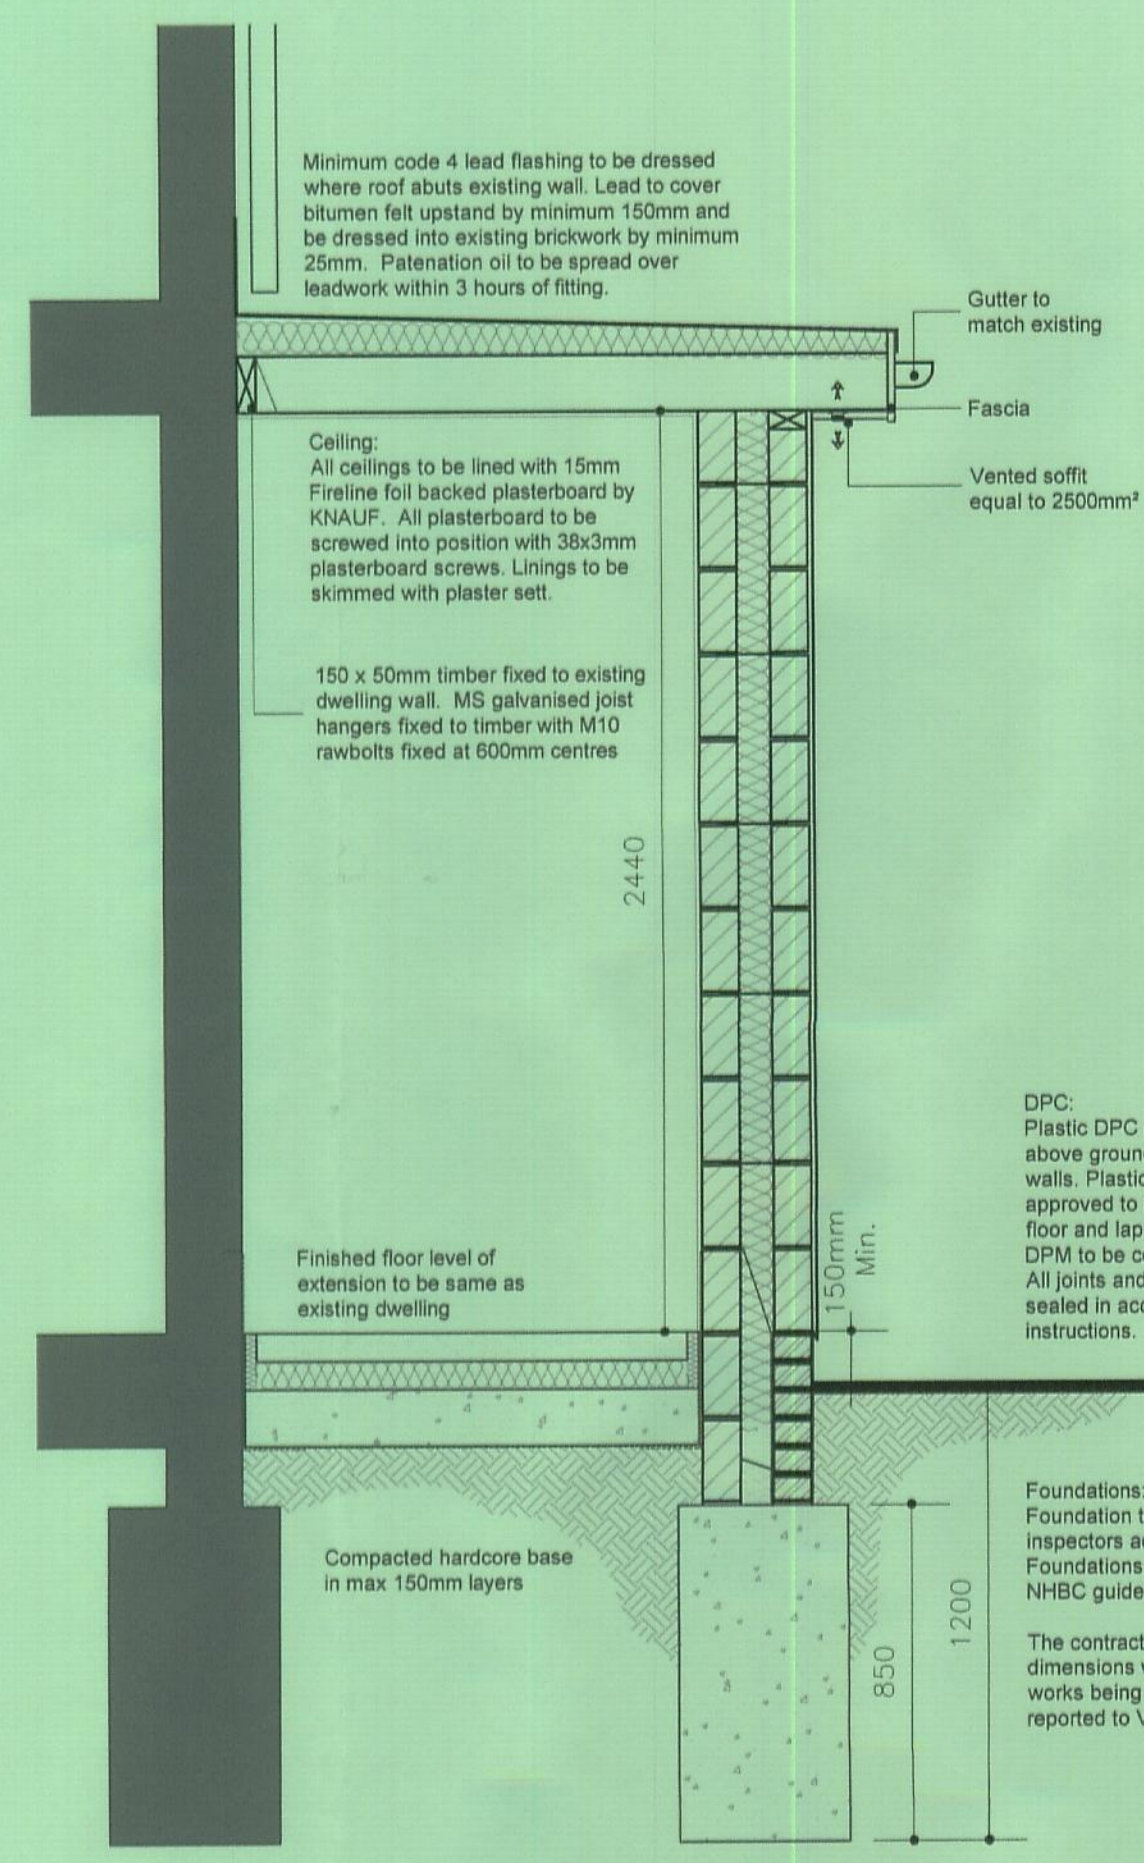 Minimum code 4 lead flashing to be dressed
where roof abuts existing wall. Lead to cover
bitumen felt upstand by minimum 150mm and
be dressed into existing brickwork by minimum
25mm. Patenation oil to be spread over
leadwork within 3 hours of fitting.
Gutter to
match existing
Fascia
Vented soffit
equal to 2500mm²
Ceiling:
All ceilings to be lined with 15mm
Fireline foil backed plasterboard by
KNAUF. All plasterboard to be
screwed into position with 38x3mm
plasterboard screws. Linings to be
skimmed with plaster sett.
150 x 50mm timber fixed to existing
dwelling wall. MS galvanised joist
hangers fixed to timber with M10
rawbolts fixed at 600mm centres
2440
DPC:
Plastic DPC
above
walls.
approved to
floor and lap
DPM to be
All joints and
sealed in
instructions.
150mm
Min.
Finished floor level of
extension to be same as
existing dwelling
Compacted hardcore base
in max 150mm layers
Foundations:
Foundation
inspectors
Foundations
NHBC guide
The
dimensions
works being
reported to
850
1200